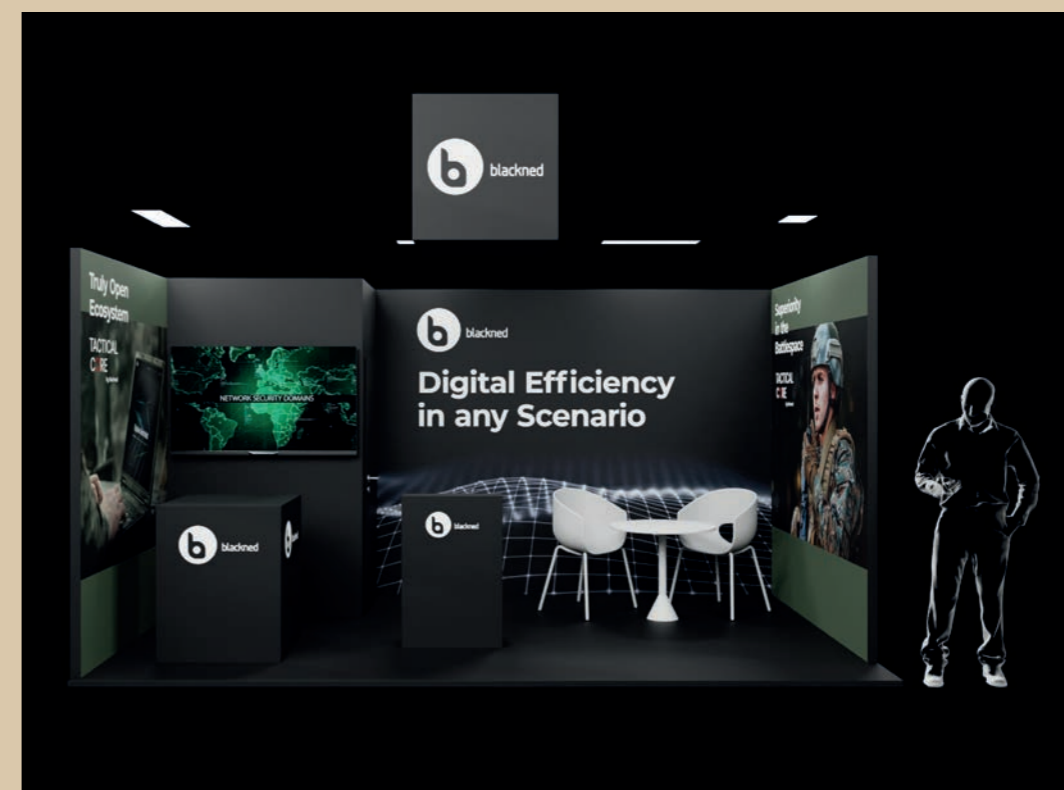 blackned
Truly Open
Ecosystem
TACTICAL
CORE
NETWORK SECURITY DOMAINS
blackned
Digital Efficiency
in any Scenario
Superiority
in the
Battlespace
TACTICAL
CORE
blackned
blackned